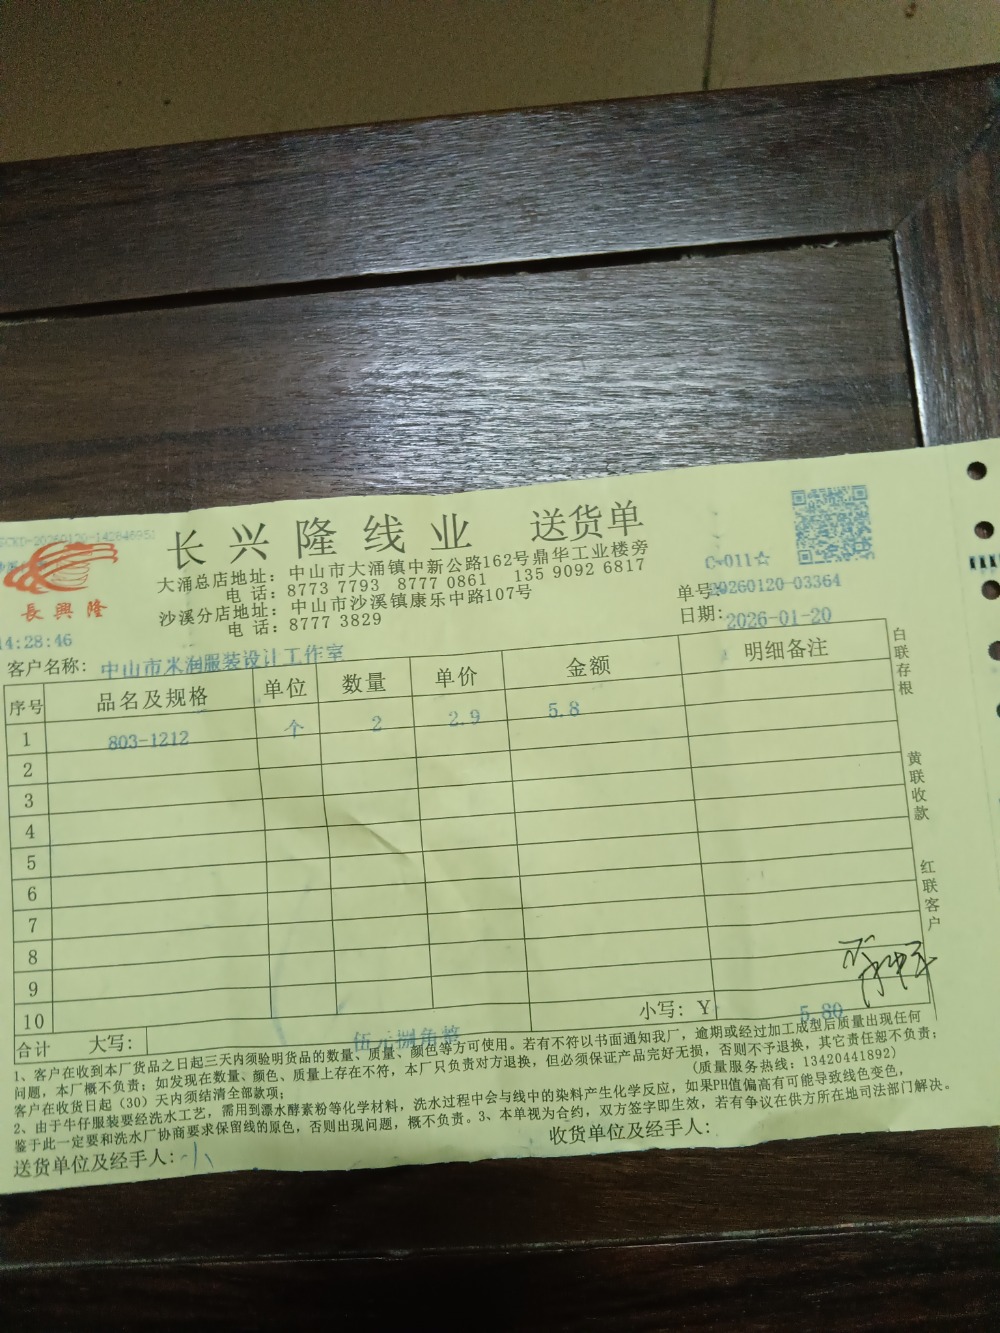 长兴隆线业 送货单
長興隆
大涌总店地址：中山市大涌镇中新公路162号鼎华工业楼旁
电 话：8773 7793 8771 0861 135 9092 6817
沙溪分店地址：中山市沙溪镇康乐中路107号
电 话：8777 3829
C-011☆
单号：20260120-03364
日期：2026-01-20
14:28:46
客户名称：中山市米润服装设计工作室
序号 品名及规格 单位 数量 单价 金额 明细备注
1 803-1212 个 2 2.9 5.8
2
3
4
5
6
7
8
9
10
合计 大写： 伍元捌角整 小写：Y 5.80
白联存根
黄联收款
红联客户
1、客户在收到本厂货品之日起三天内须验明货品的数量、质量、颜色等方可使用。若有不符以书面通知我厂，逾期或经过加工成型后质量出现任何
问题，本厂概不负责；如发现在数量、颜色、质量上存在不符，本厂只负责对方退换，但必须保证产品完好无损，否则不予退换，其它责任恕不负责；
客户在收货日起（30）天内须结清全部款项； (质量服务热线：13420441892)
2、由于牛仔服装要经洗水工艺，需用到漂水酵素粉等化学材料，洗水过程中会与线中的染料产生化学反应，如果PH值偏高有可能导致线色变色，
鉴于此一定要和洗水厂协商要求保留线的原色，否则出现问题，概不负责。3、本单视为合约，双方签字即生效，若有争议在供方所在地司法部门解决。
送货单位及经手人： 收货单位及经手人：